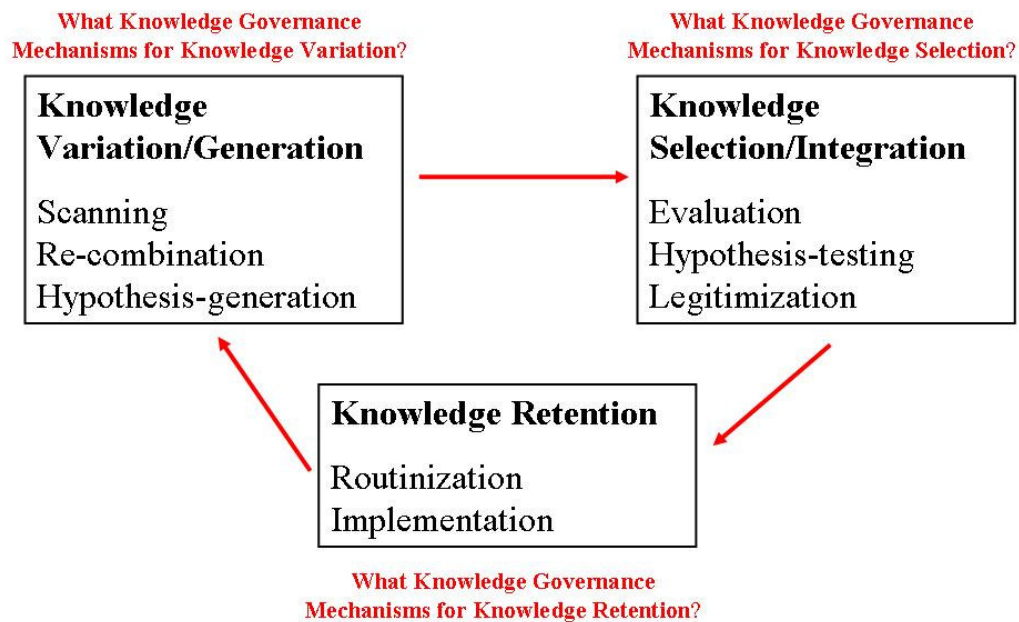 What Knowledge Governance
Mechanisms for Knowledge Variation?
Knowledge
Variation/Generation
Scanning
Re-combination
Hypothesis-generation
What Knowledge Governance
Mechanisms for Knowledge Selection?
Knowledge
Selection/Integration
Evaluation
Hypothesis-testing
Legitimization
Knowledge Retention
Routinization
Implementation
What Knowledge Governance
Mechanisms for Knowledge Retention?